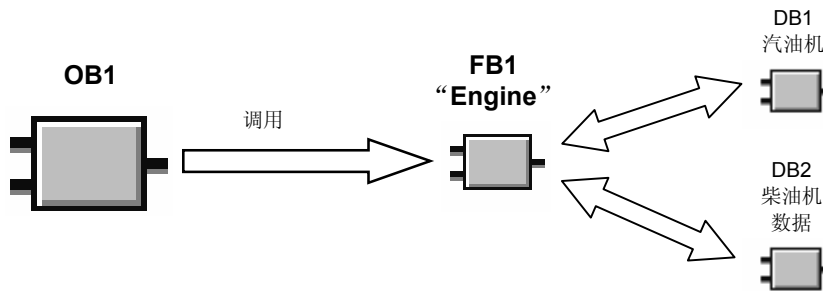 OB1
调用
FB1
“Engine”
DB1
汽油机
DB2
柴油机
数据